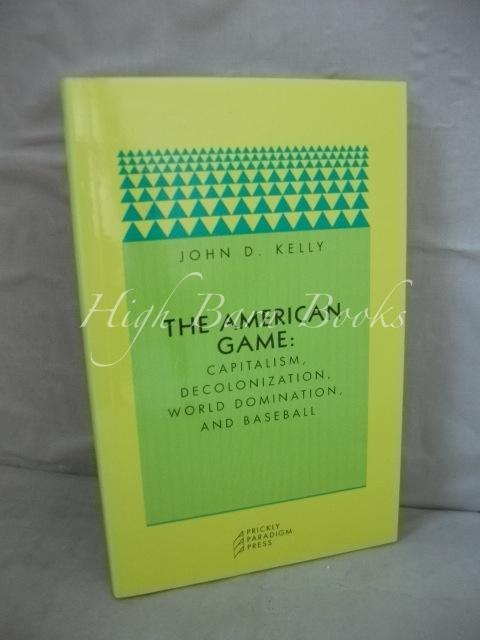 JOHN D. KELLY
High Barn Books
THE AMERICAN
GAME:
CAPITALISM,
DECOLONIZATION,
WORLD DOMINATION,
AND BASEBALL
PRICKLY
PARADIGM
PRESS